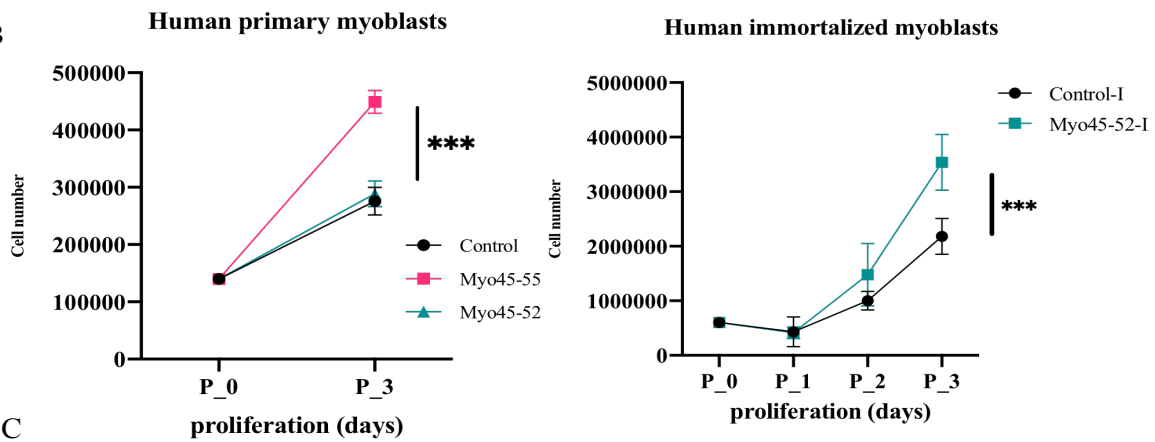 Human primary myoblasts
500000
400000
300000
200000
100000
0
Cell number
P_0
P_3
proliferation (days)
***
Control
Myo45-55
Myo45-52
Human immortalized myoblasts
5000000
4000000
3000000
2000000
1000000
0
Cell number
P_0
P_1
P_2
P_3
proliferation (days)
***
Control-I
Myo45-52-I
C